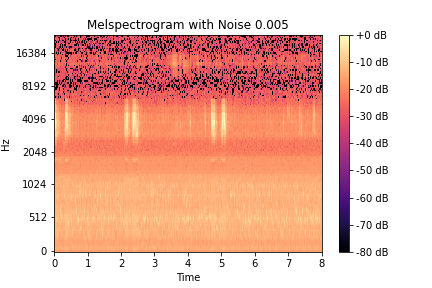 Melspectrogram with Noise 0.005
+0 dB
16384
-10 dB
8192
-20 dB
4096
-30 dB
Hz
-40 dB
2048
-50 dB
1024
-60 dB
512
-70 dB
0
-80 dB
0 1 2 3 4 5 6 7 8
Time